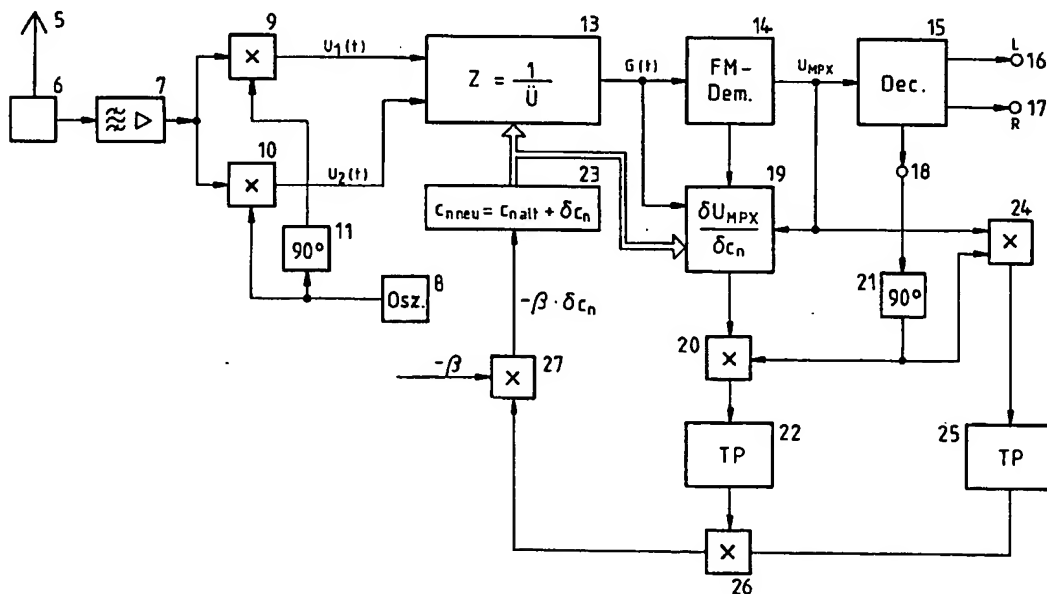 5
9
13
14
15
U1(t)
G(t)
UMPX
L
16
×
Z = 1/Ü
FM-
Dem.
Dec.
6
7
R
17
10
U2(t)
23
19
18
×
cnneu = cnalt + δcn
δUMPX/δcn
24
×
11
90°
21
90°
8
Osz.
-β · δcn
20
×
-β
×
27
22
TP
25
TP
×
26